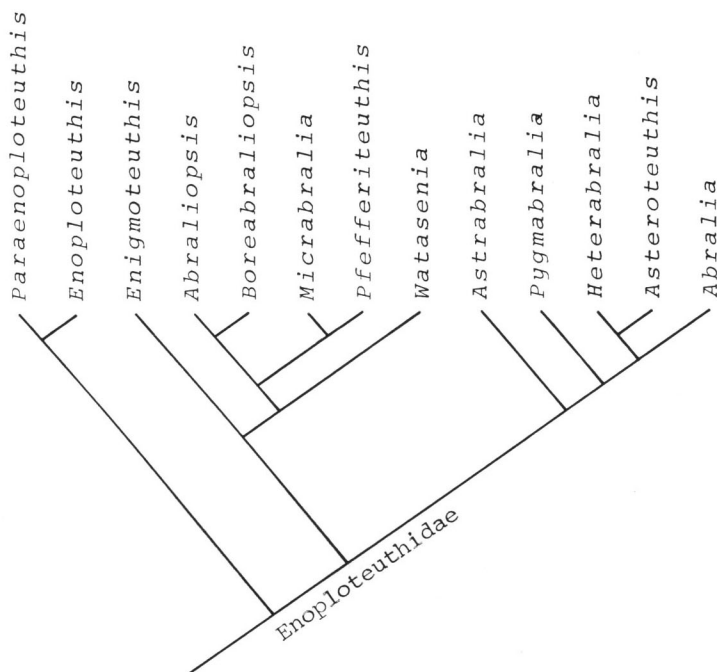 Paraenoploteuthis
Enoploteuthis
Enigmoteuthis
Abraliopsis
Boreabraliopsis
Micrabralia
Pfefferiteuthis
Watasenia
Astrabralia
Pygmabralia
Heterabralia
Asteroteuthis
Abralia
Enoploteuthidae